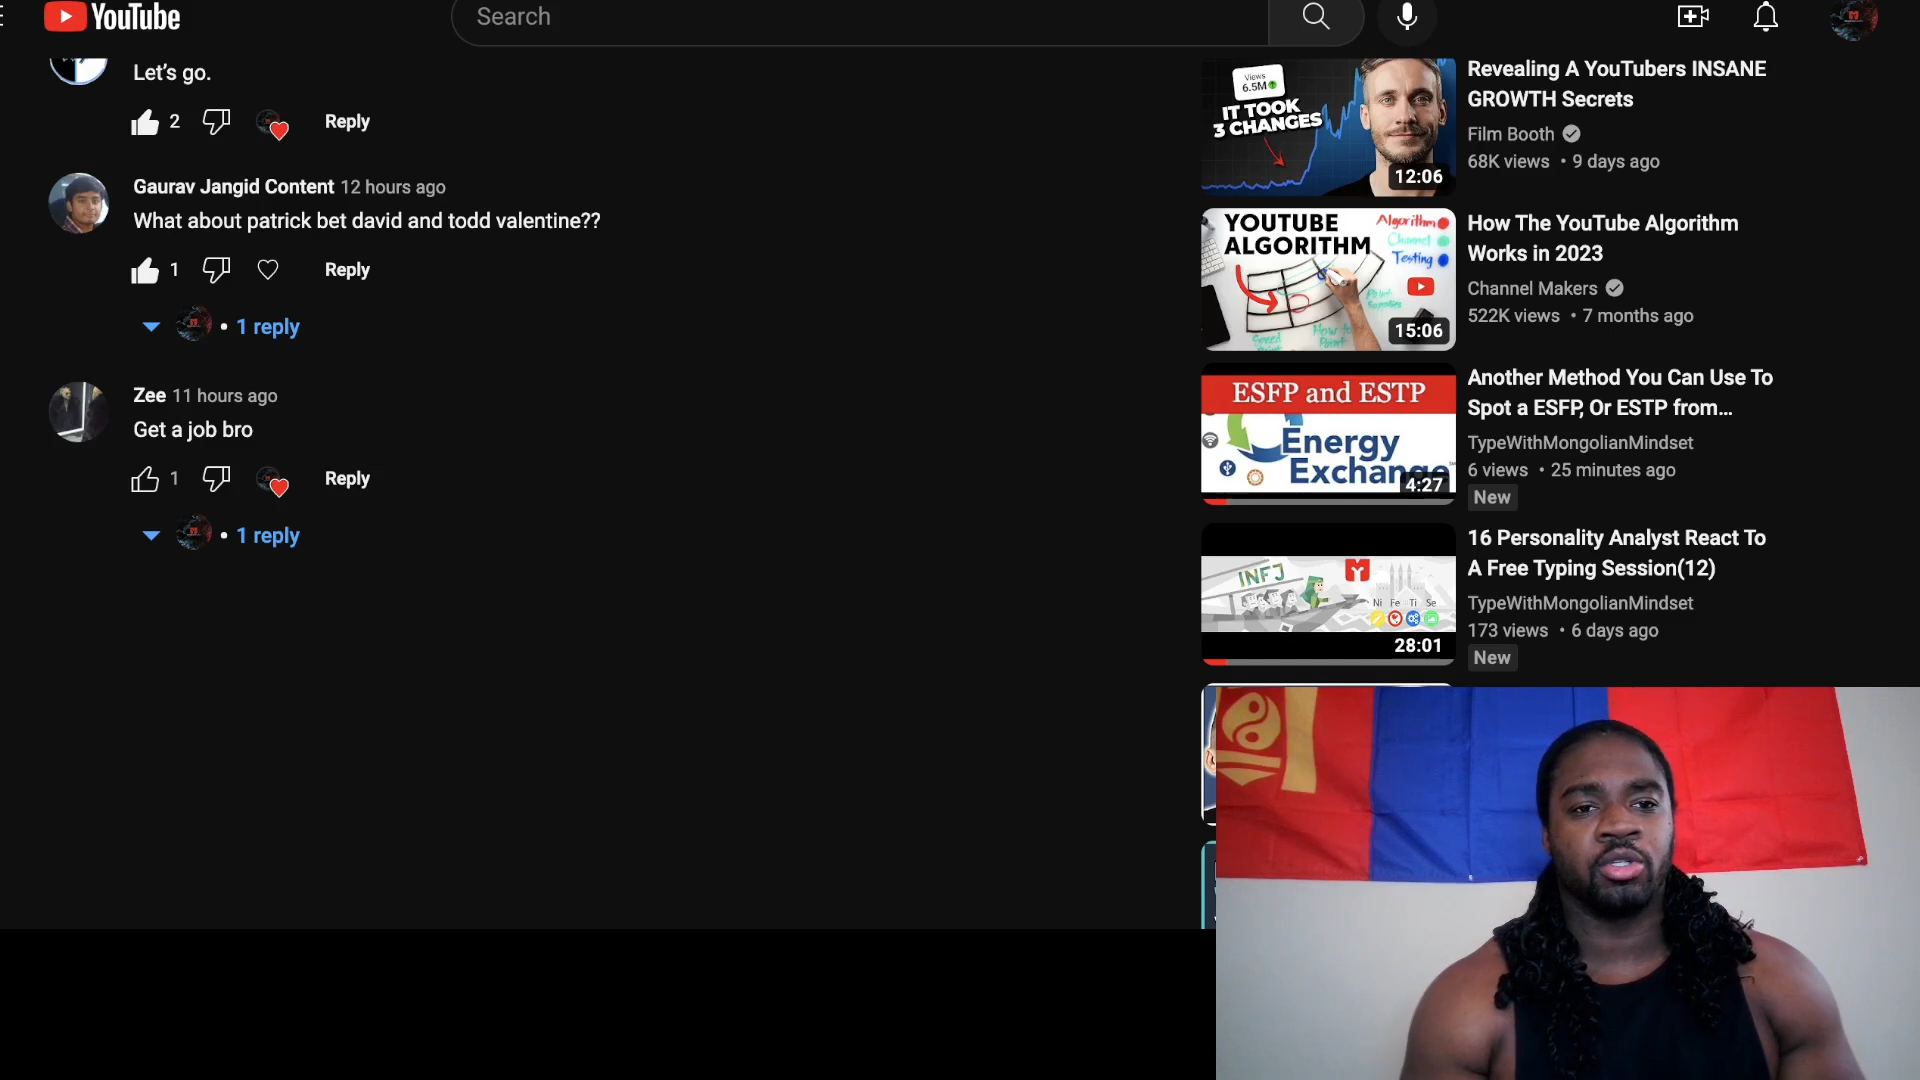 YouTube
Search
Let’s go.
2
Reply
Gaurav Jangid Content 12 hours ago
What about patrick bet david and todd valentine??
1
Reply
• 1 reply
Zee 11 hours ago
Get a job bro
1
Reply
• 1 reply
Views
6.5M
IT TOOK
3 CHANGES
12:06
Revealing A YouTubers INSANE
GROWTH Secrets
Film Booth
68K views • 9 days ago
YOUTUBE
ALGORITHM
Algorithm
Channel
Testing
Speed
Point
15:06
How The YouTube Algorithm
Works in 2023
Channel Makers
522K views • 7 months ago
ESFP and ESTP
Energy
Exchange
4:27
Another Method You Can Use To
Spot a ESFP, Or ESTP from...
TypeWithMongolianMindset
6 views • 25 minutes ago
New
INFJ
Ni Fe Ti Se
28:01
16 Personality Analyst React To
A Free Typing Session(12)
TypeWithMongolianMindset
173 views • 6 days ago
New